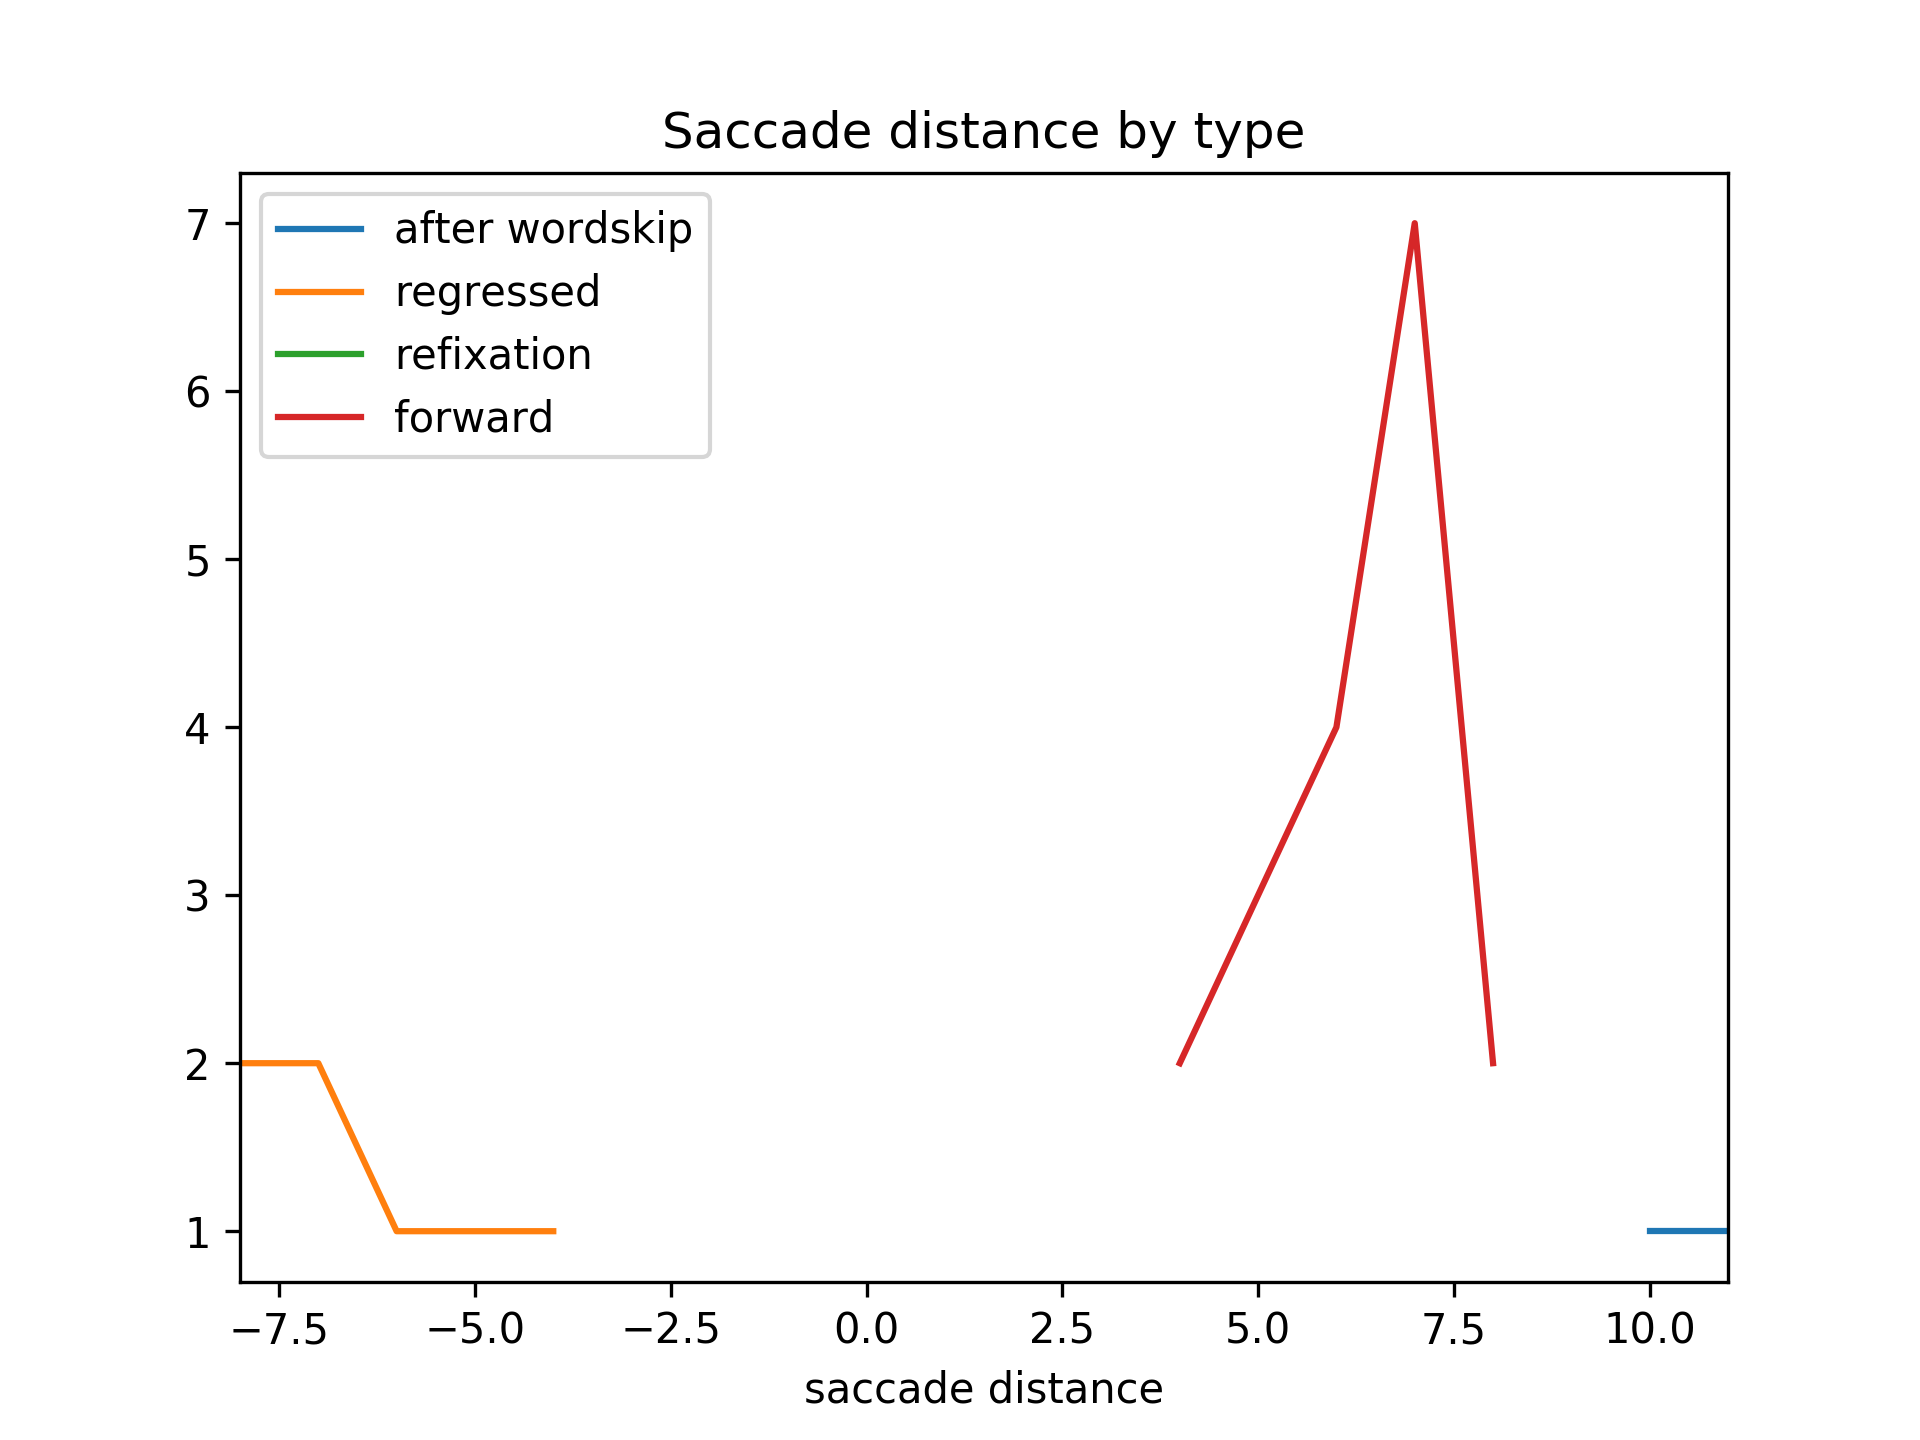 Saccade distance by type
after wordskip
regressed
refixation
forward
7
6
5
4
3
2
1
−7.5 −5.0 −2.5 0.0 2.5 5.0 7.5 10.0
saccade distance